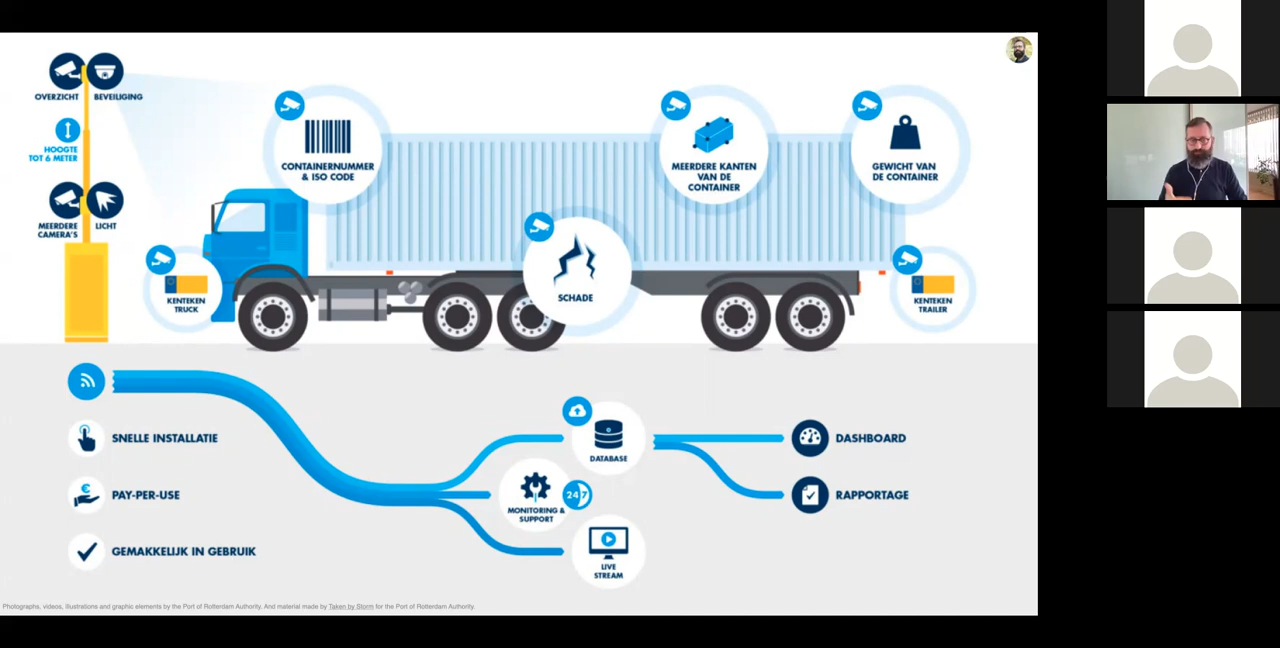 OVERZICHT
BEVEILIGING
HOOGTE
TOT 6 METER
MEERDERE
CAMERA'S
LICHT
CONTAINERNUMMER
& ISO CODE
MEERDERE KANTEN
VAN DE
CONTAINER
GEWICHT VAN
DE CONTAINER
KENTEKEN
TRUCK
SCHADE
KENTEKEN
TRAILER
SNELLE INSTALLATIE
PAY-PER-USE
GEMAKKELIJK IN GEBRUIK
DATABASE
MONITORING &
SUPPORT
24 7
LIVE
STREAM
DASHBOARD
RAPPORTAGE
Photographs, videos, illustrations and graphic elements by the Port of Rotterdam Authority. And material made by Taken by Storm for the Port of Rotterdam Authority.